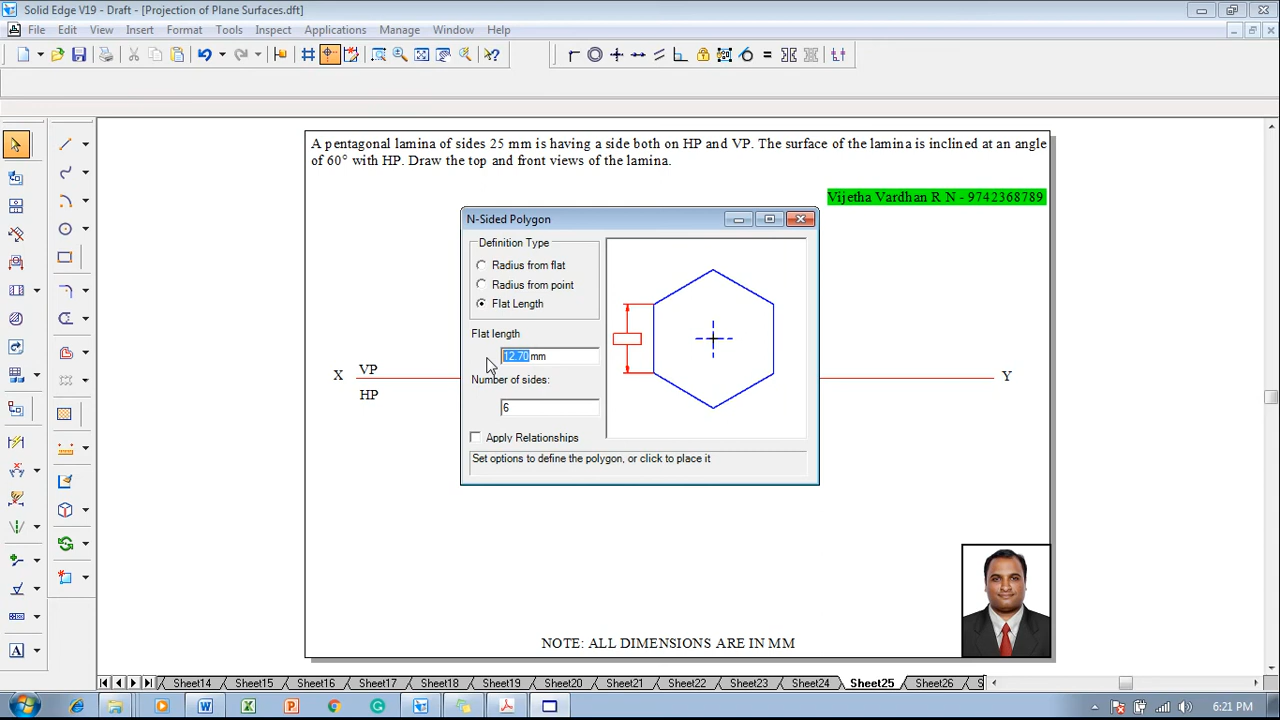 Solid Edge V19 - Draft - [Projection of Plane Surfaces.dft]
File Edit View Insert Format Tools Inspect Applications Manage Window Help
A pentagonal lamina of sides 25 mm is having a side both on HP and VP. The surface of the lamina is inclined at an angle
of 60° with HP. Draw the top and front views of the lamina.
Vijetha Vardhan R N - 9742368789
N-Sided Polygon
Definition Type
Radius from flat
Radius from point
Flat Length
Flat length
12.70 mm
Number of sides:
6
Apply Relationships
Set options to define the polygon, or click to place it
X VP Y
HP
NOTE: ALL DIMENSIONS ARE IN MM
Sheet14 Sheet15 Sheet16 Sheet17 Sheet18 Sheet19 Sheet20 Sheet21 Sheet22 Sheet23 Sheet24 Sheet25 Sheet26 S
6:21 PM